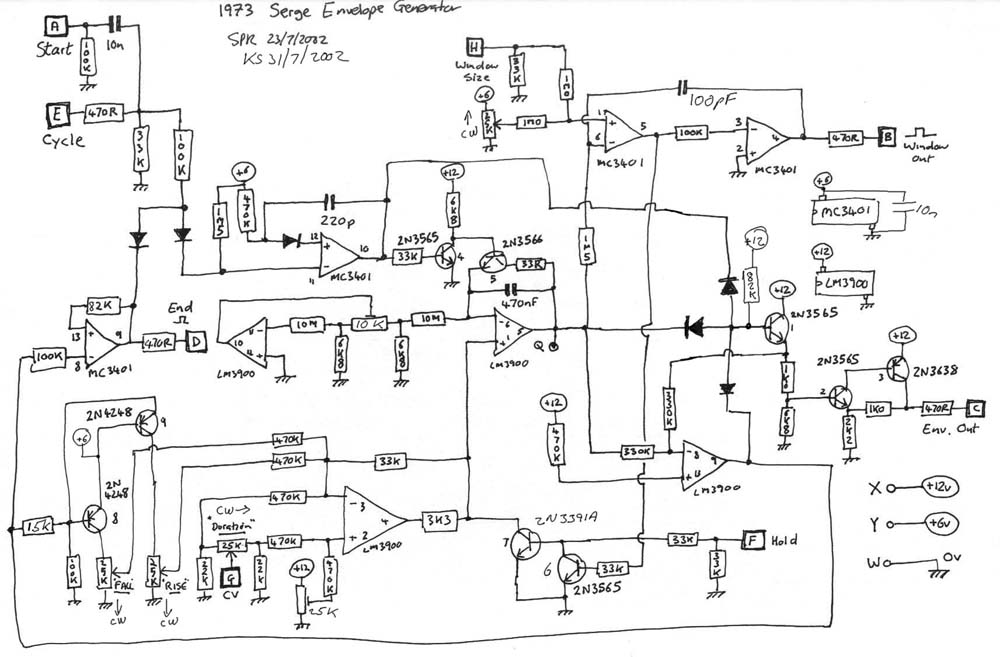 1973 Serge Envelope Generator
SPR 23/7/2002
KS 31/7/2002
A
Start
100K
10n
E
Cycle
470R
33K
100K
H
Window
Size
33K
1M0
+6
25K
CW
1M0
1
6
5
MC3401
100pF
100K
3
2
4
MC3401
470R
B
Window
Out
+6
MC3401
10n
+12
LM3900
+6
1M5
470K
220p
12
11
10
MC3401
33K
2N3565
4
+12
6K8
2N3566
5
33R
470nF
1M5
+12
82K
+12
2N3565
1
82K
13
8
9
MC3401
100K
470R
End
D
10
11
12
LM3900
10M
6K8
10K
6K8
10M
6
1
5
LM3900
Q
330K
1K0
6K8
2N3565
2
2K2
1K0
+12
3
2N3638
470R
C
Env. Out
2N4248
9
+6
2N
4248
8
15K
100K
25K
"FALL"
CW
25K
"RISE"
CW
470K
470K
470K
33K
CW
"Doration"
25K
22K
G
CV
22K
470K
3
2
4
LM3900
470K
+12
25K
3K3
+12
470K
330K
8
13
9
LM3900
2N3391A
7
6
2N3565
33K
33K
33K
F
Hold
X
+12v
Y
+6v
W
0v